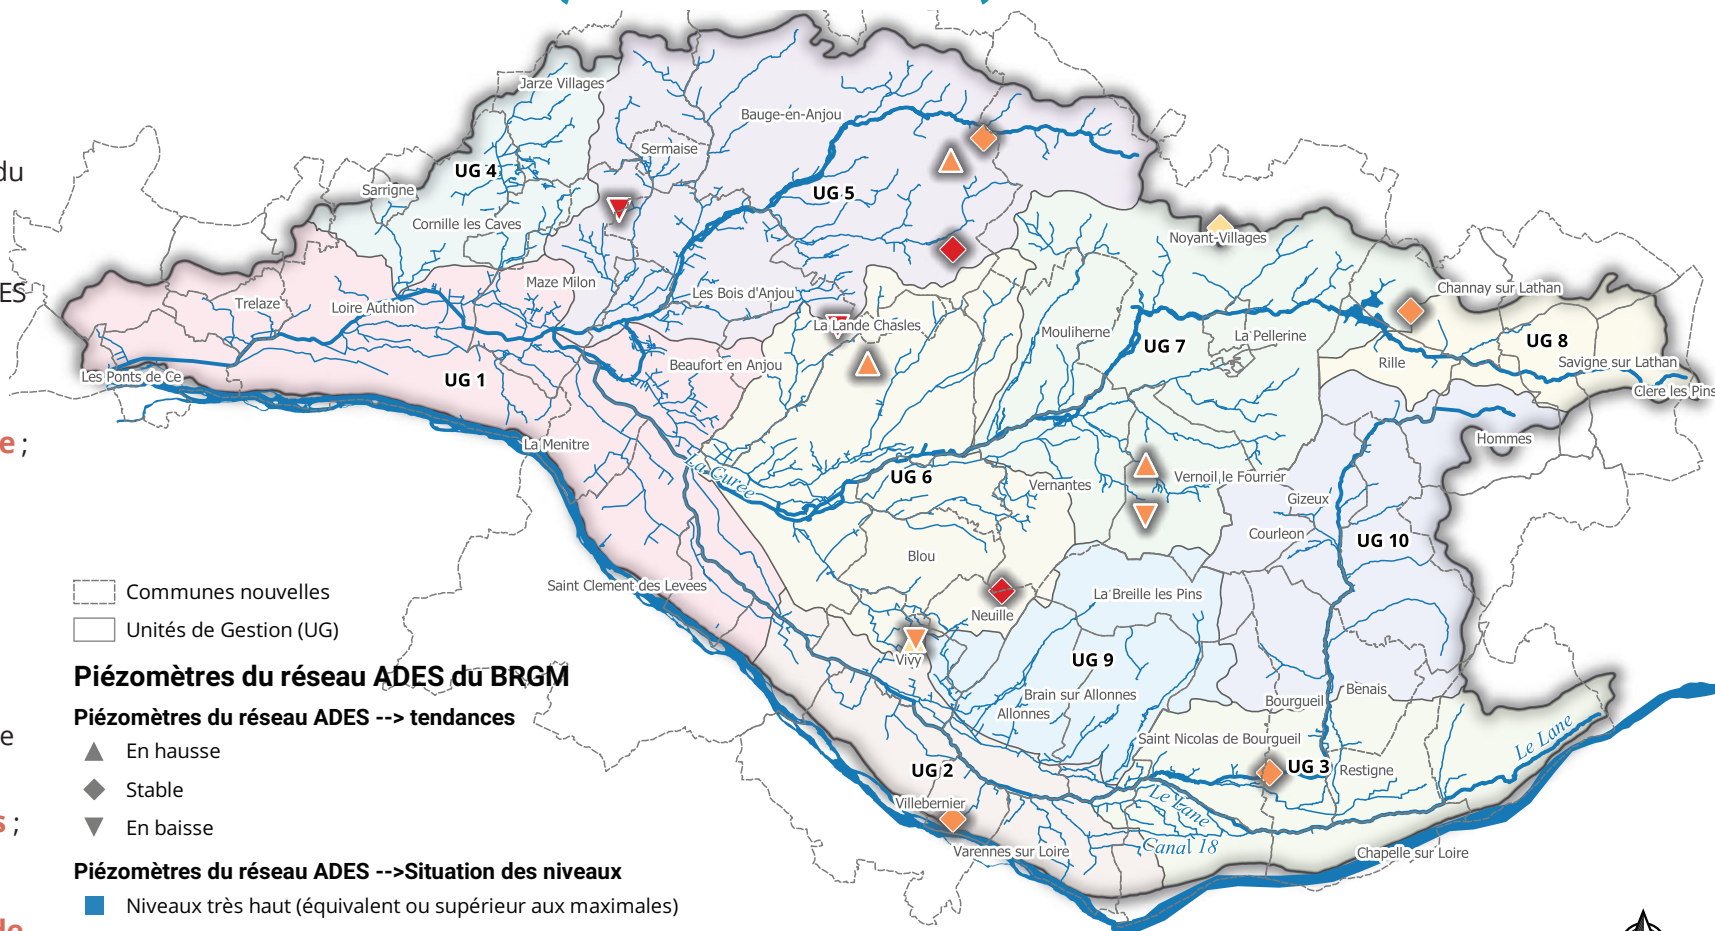 Jarze Villages
Bauge-en-Anjou
Sermaise
du
UG 4
Sarrigne
UG 5
Cornille les Caves
Noyant-Villages
ES
Maze Milon
Les Bois d'Anjou
Channay sur Lathan
Trelaze
Loire Authion
La Lande Chasles
Mouliherne
La Pellerine
UG 7
UG 8
Rille
Savigne sur Lathan
Beaufort en Anjou
Les Ponts de Ce
UG 1
Clere les Pins
e ;
La Menitre
Hommes
La Curée
UG 6
Vernantes
Vernoil le Fourrier
Gizeux
Courleon
UG 10
Blou
Saint Clement des Levees
La Breille les Pins
Communes nouvelles
Neuille
Unités de Gestion (UG)
Vivy
UG 9
Piézomètres du réseau ADES du BRGM
Brain sur Allonnes
Benais
Bourgueil
Allonnes
Piézomètres du réseau ADES --> tendances
e
Saint Nicolas de Bourgueil
Le Lane
En hausse
UG 2
UG 3
Restigne
Stable
Villebernier
Le Lane
s ;
En baisse
Canal 18
Varennes sur Loire
Chapelle sur Loire
Piézomètres du réseau ADES -->Situation des niveaux
Niveaux très haut (équivalent ou supérieur aux maximales)
de